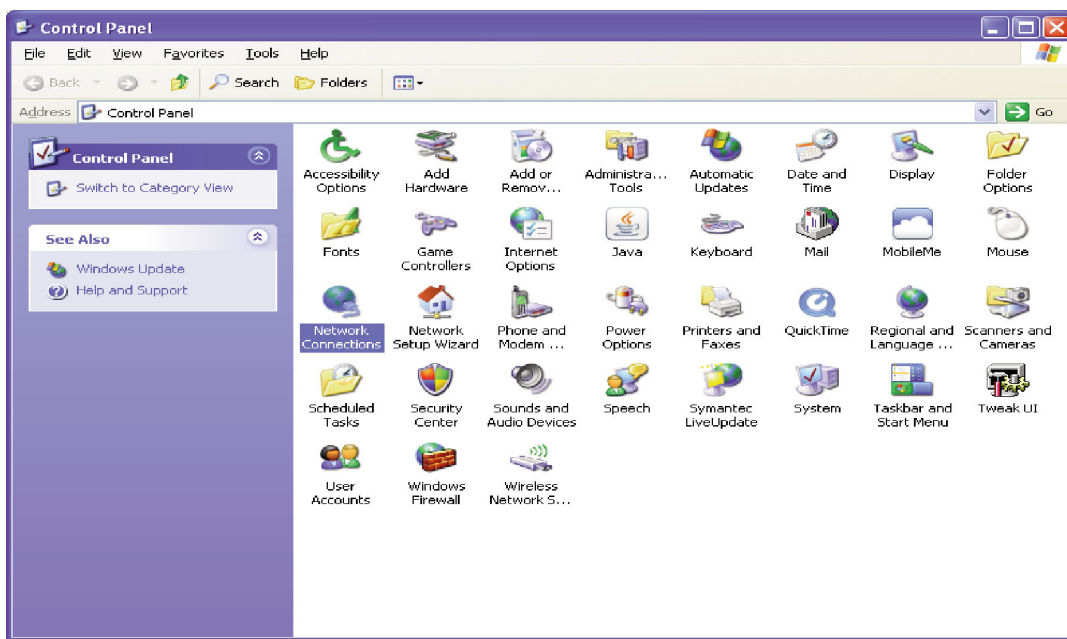 Control Panel
File Edit View Favorites Tools Help
Back Search Folders
Address Control Panel Go
Control Panel
Switch to Category View
See Also
Windows Update
Help and Support
Accessibility Options
Add Hardware
Add or Remov...
Administra... Tools
Automatic Updates
Date and Time
Display
Folder Options
Fonts
Game Controllers
Internet Options
Java
Keyboard
Mail
MobileMe
Mouse
Network Connections
Network Setup Wizard
Phone and Modem ...
Power Options
Printers and Faxes
QuickTime
Regional and Language ...
Scanners and Cameras
Scheduled Tasks
Security Center
Sounds and Audio Devices
Speech
Symantec LiveUpdate
System
Taskbar and Start Menu
Tweak UI
User Accounts
Windows Firewall
Wireless Network S...